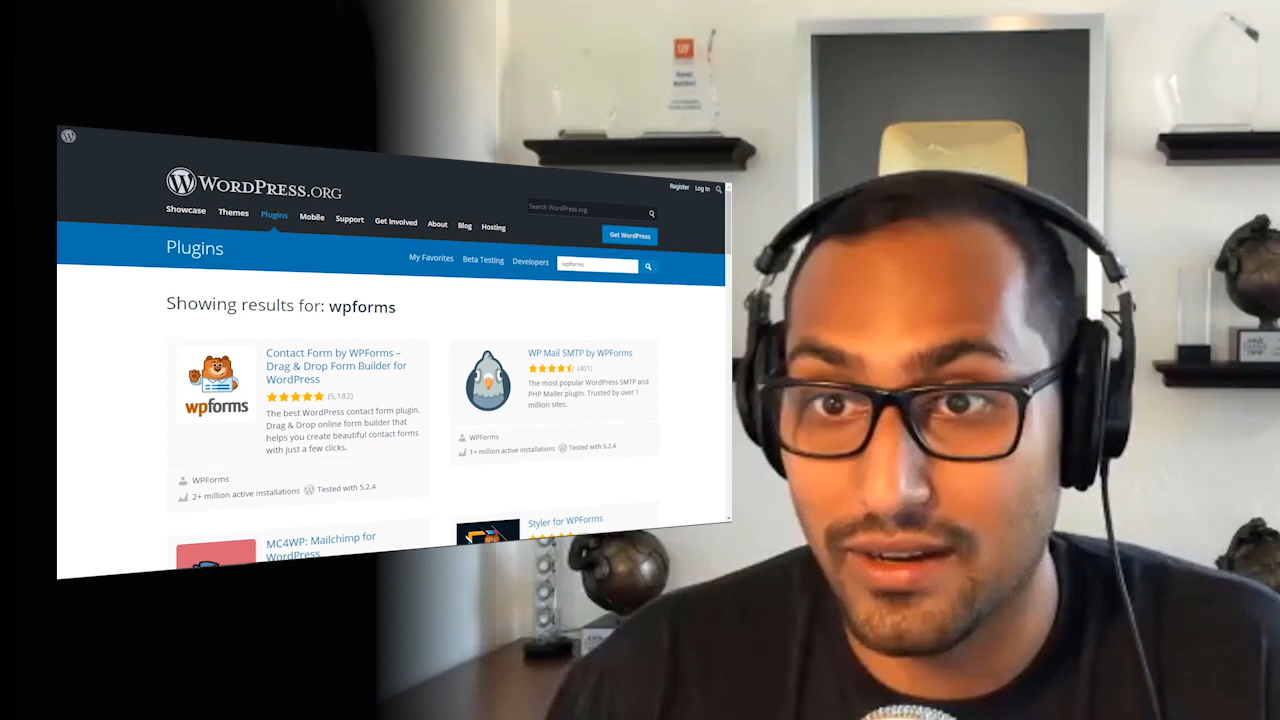 WORDPRESS.ORG
Register Log In
Search WordPress.org
Showcase Themes Plugins Mobile Support Get Involved About Blog Hosting
Get WordPress
Plugins
My Favorites Beta Testing Developers
wpforms
Showing results for: wpforms
wpforms
Contact Form by WPForms –
Drag & Drop Form Builder for
WordPress
(5,182)
The best WordPress contact form plugin.
Drag & Drop online form builder that
helps you create beautiful contact forms
with just a few clicks.
WPForms
2+ million active installations
Tested with 5.2.4
WP Mail SMTP by WPForms
(401)
The most popular WordPress SMTP and
PHP Mailer plugin. Trusted by over 1
million sites.
WPForms
1+ million active installations
Tested with 5.2.4
MC4WP: Mailchimp for
WordPress
Styler for WPForms